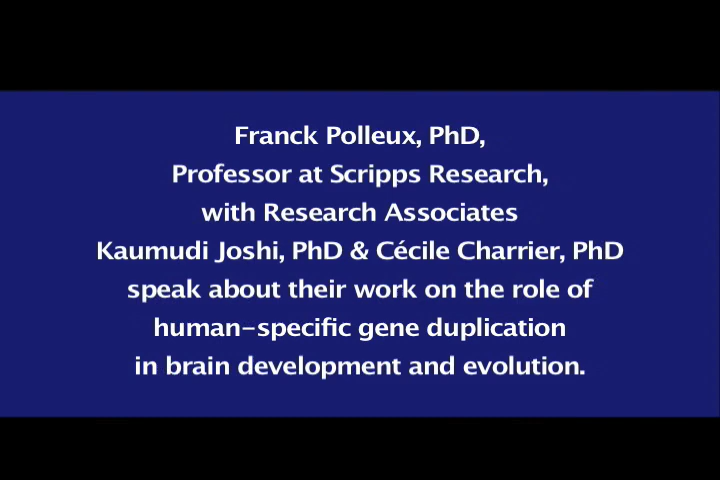 Franck Polleux, PhD,
Professor at Scripps Research,
with Research Associates
Kaumudi Joshi, PhD & Cécile Charrier, PhD
speak about their work on the role of
human-specific gene duplication
in brain development and evolution.